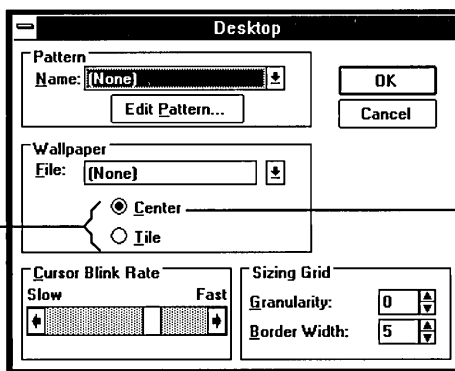 Desktop
Pattern
Name: (None)
Edit Pattern...
OK
Cancel
Wallpaper
File: (None)
Center
Tile
Cursor Blink Rate
Slow Fast
Sizing Grid
Granularity: 0
Border Width: 5